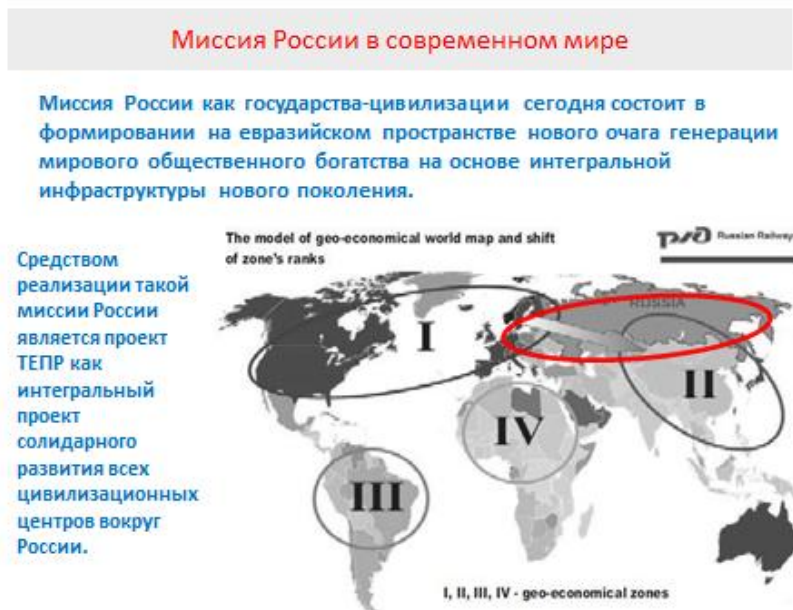 Миссия России в современном мире
Миссия России как государства-цивилизации сегодня состоит в
формировании на евразийском пространстве нового очага генерации
мирового общественного богатства на основе интегральной
инфраструктуры нового поколения.
The model of geo-economical world map and shift
of zone's ranks
Russian Railways
Средством
реализации такой
миссии России
является проект
ТЕПР как
интегральный
проект
солидарного
развития всех
цивилизационных
центров вокруг
России.
RUSSIA
I
II
IV
III
I, II, III, IV - geo-economical zones